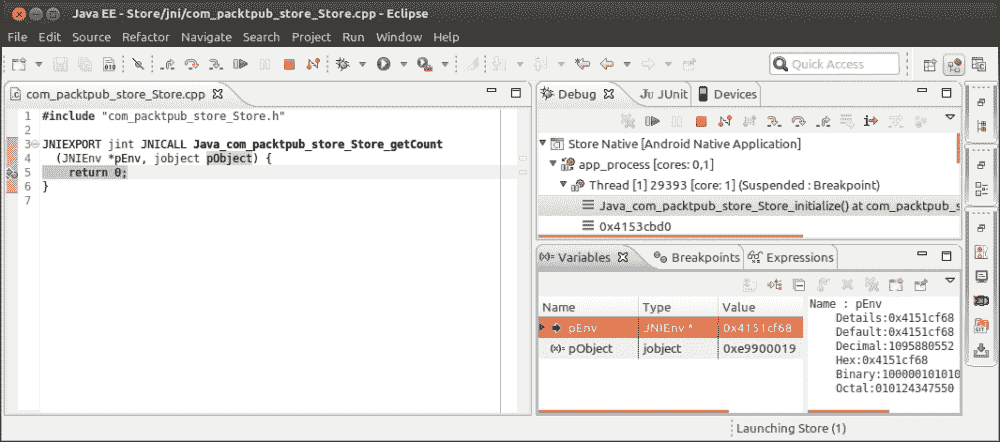 Java EE - Store/jni/com_packtpub_store_Store.cpp - Eclipse
File Edit Source Refactor Navigate Search Project Run Window Help
Quick Access
com_packtpub_store_Store.cpp
1 #include "com_packtpub_store_Store.h"
2
3 JNIEXPORT jint JNICALL Java_com_packtpub_store_Store_getCount
4 (JNIEnv *pEnv, jobject pObject) {
5 return 0;
6 }
7
Debug JUnit Devices
Store Native [Android Native Application]
app_process [cores: 0,1]
Thread [1] 29393 [core: 1] (Suspended : Breakpoint)
Java_com_packtpub_store_Store_initialize() at com_packtpub_s
0x4153cbd0
Variables Breakpoints Expressions
Name Type Value
pEnv JNIEnv * 0x4151cf68
pObject jobject 0xe9900019
Name : pEnv
Details:0x4151cf68
Default:0x4151cf68
Decimal:1095880552
Hex:0x4151cf68
Binary:100000101010
Octal:010124347550
Launching Store (1)